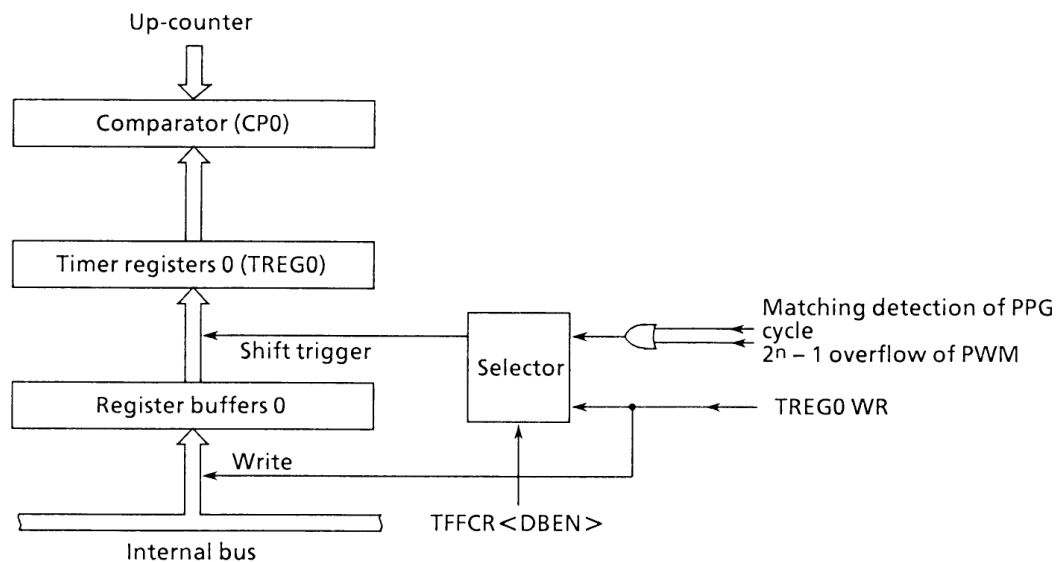 Up-counter
Comparator (CP0)
Timer registers 0 (TREG0)
Matching detection of PPG
cycle
2ⁿ – 1 overflow of PWM
Shift trigger
Selector
Register buffers 0
TREG0 WR
Write
TFFCR<DBEN>
Internal bus